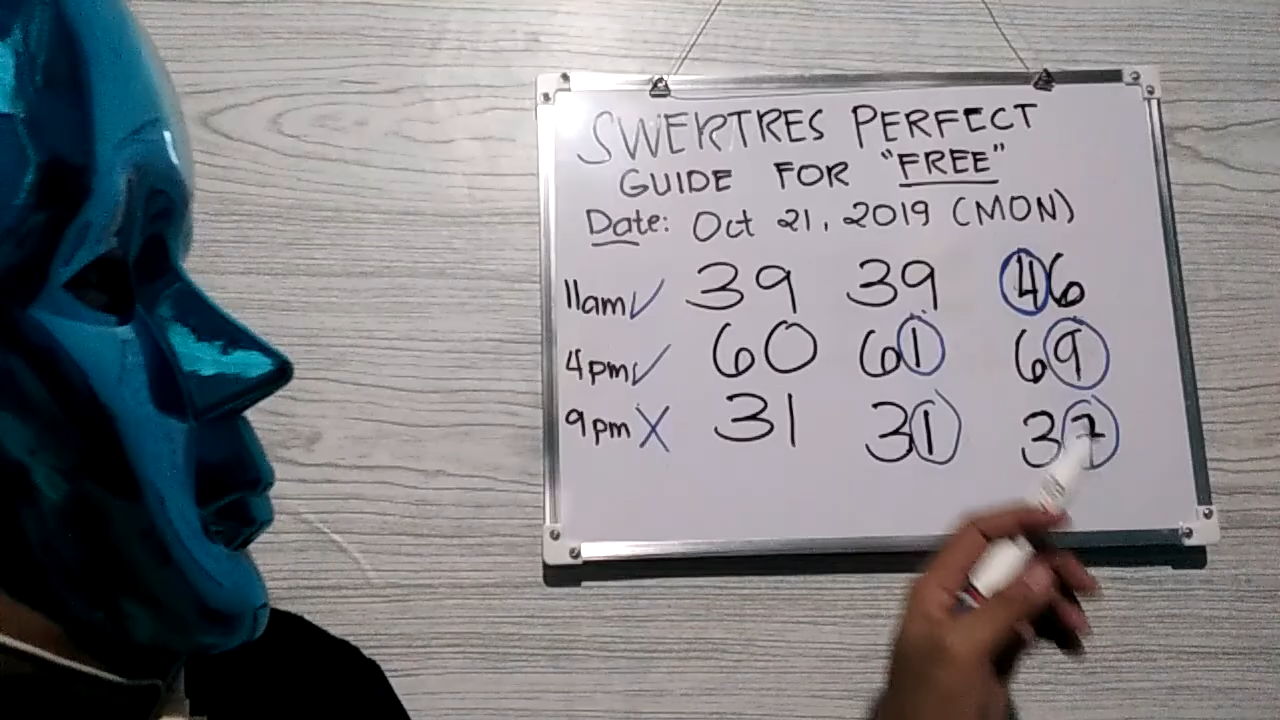 SWERTRES PERFECT
GUIDE FOR "FREE"
Date: Oct 21, 2019 (MON)
11am✓ 39 39 46
4pm✓ 60 61 69
9pm X 31 31 37